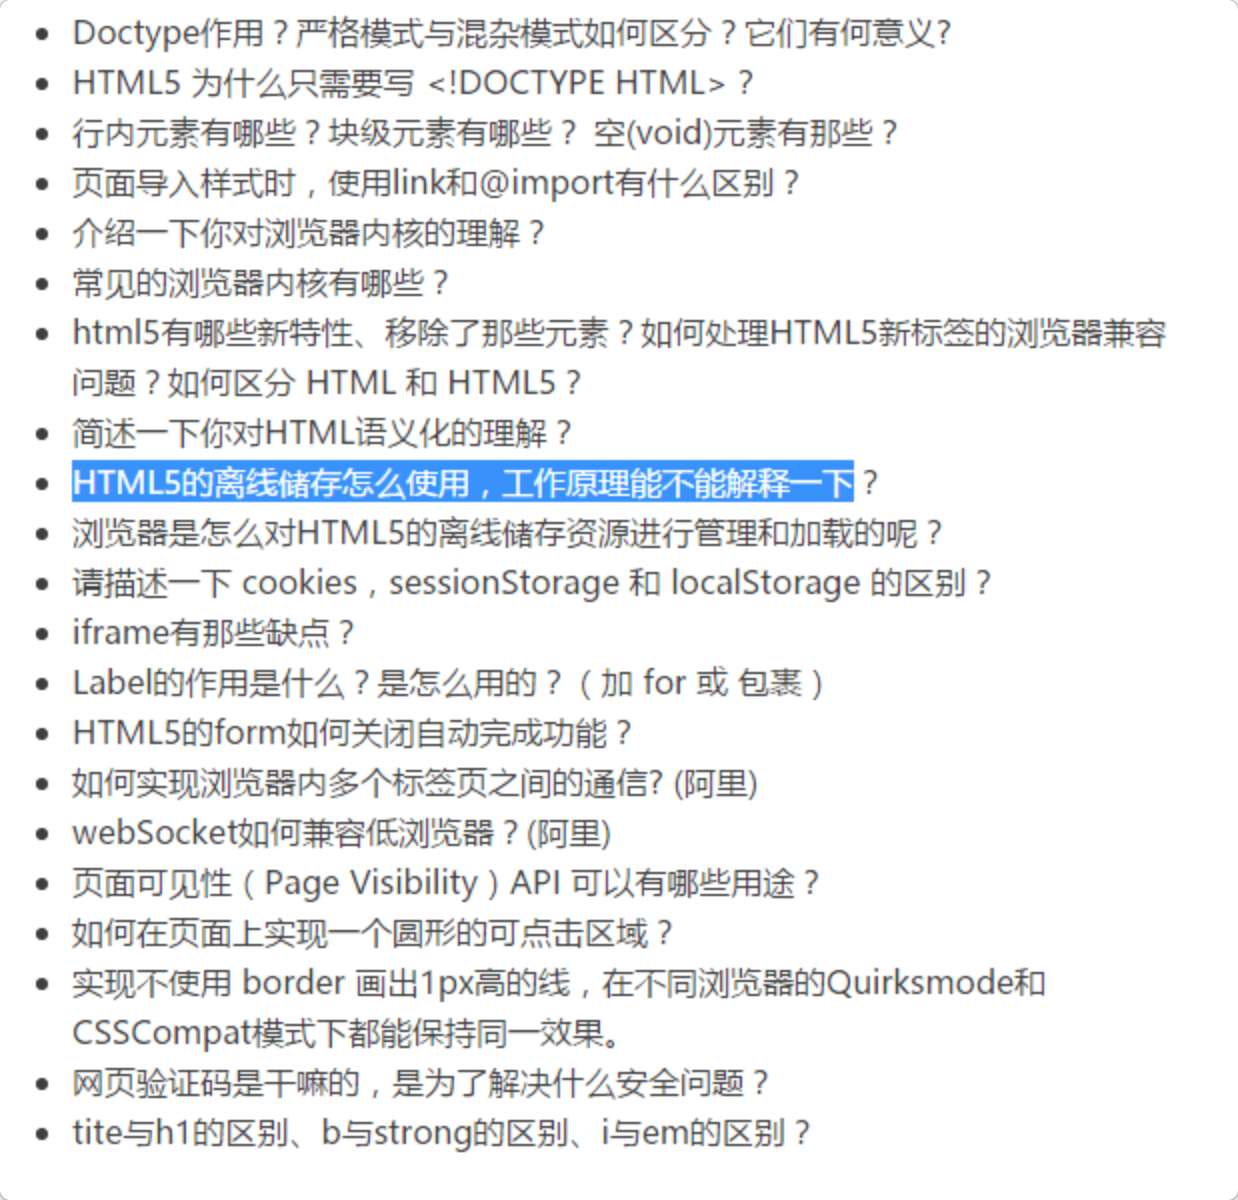 Doctype作用？严格模式与混杂模式如何区分？它们有何意义?
HTML5 为什么只需要写 <!DOCTYPE HTML>？
行内元素有哪些？块级元素有哪些？ 空(void)元素有那些？
页面导入样式时，使用link和@import有什么区别？
介绍一下你对浏览器内核的理解？
常见的浏览器内核有哪些？
html5有哪些新特性、移除了那些元素？如何处理HTML5新标签的浏览器兼容
问题？如何区分 HTML 和 HTML5？
简述一下你对HTML语义化的理解？
HTML5的离线储存怎么使用，工作原理能不能解释一下？
浏览器是怎么对HTML5的离线储存资源进行管理和加载的呢？
请描述一下 cookies，sessionStorage 和 localStorage 的区别？
iframe有那些缺点？
Label的作用是什么？是怎么用的？（加 for 或 包裹）
HTML5的form如何关闭自动完成功能？
如何实现浏览器内多个标签页之间的通信? (阿里)
webSocket如何兼容低浏览器？(阿里)
页面可见性（Page Visibility）API 可以有哪些用途？
如何在页面上实现一个圆形的可点击区域？
实现不使用 border 画出1px高的线，在不同浏览器的Quirksmode和
CSSCompat模式下都能保持同一效果。
网页验证码是干嘛的，是为了解决什么安全问题？
tite与h1的区别、b与strong的区别、i与em的区别？